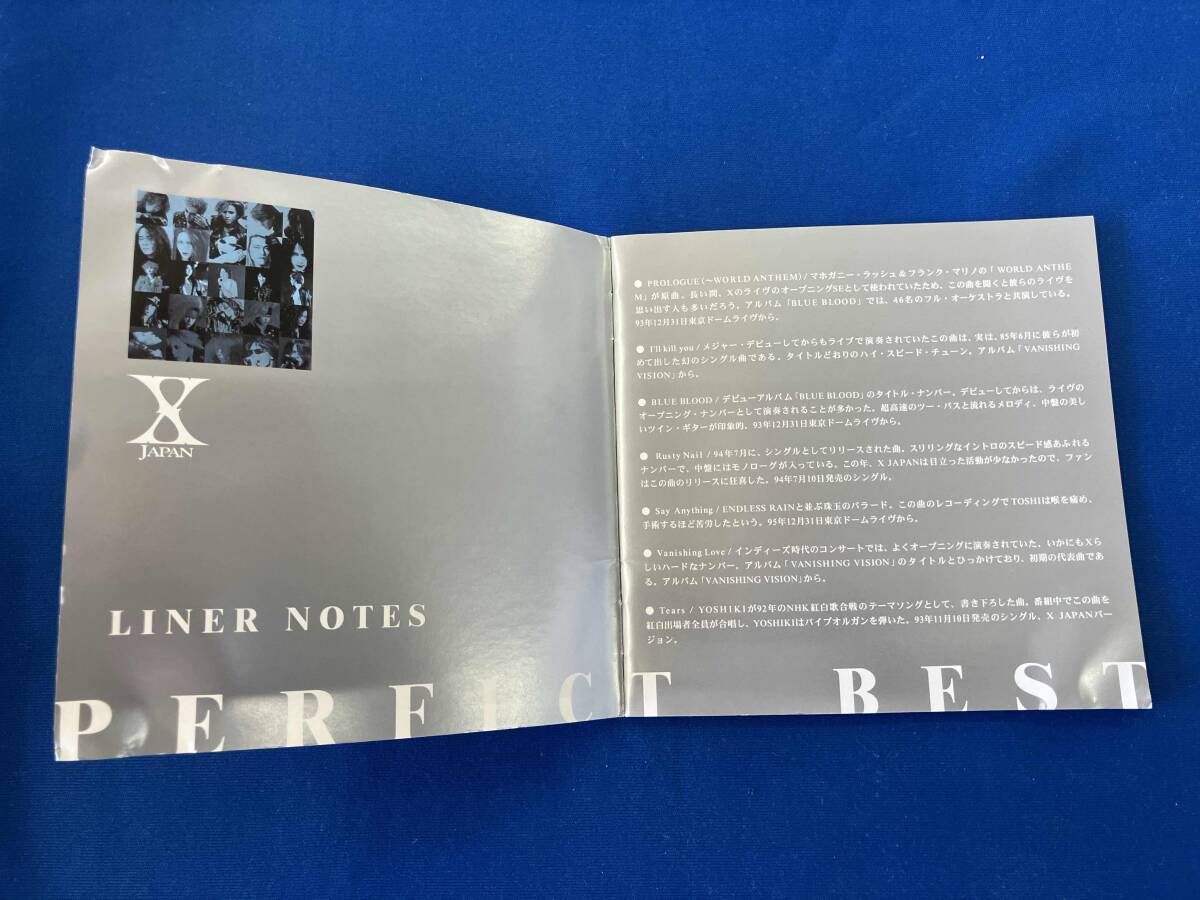 X
JAPAN
LINER NOTES
PERFECT BEST
● PROLOGUE(〜WORLD ANTHEM) / マホガニー・ラッシュ&フランク・マリノの「WORLD ANTHE
M」が原曲。長い間、Xのライヴのオープニング SEとして使われていたため、この曲を聞くと彼らのライヴを
思い出す人も多いだろう。アルバム「BLUE BLOOD」では、46名のフル・オーケストラと共演している。
93年12月31日東京ドームライヴから。
● I'll kill you / メジャー・デビューしてからもライブで演奏されていたこの曲は、実は、85年6月に彼らが初
めて出した幻のシングル曲である。タイトルどおりのハイ・スピード・チューン。アルバム「VANISHING
VISION」から。
● BLUE BLOOD / デビューアルバム「BLUE BLOOD」のタイトル・ナンバー。デビューしてからは、ライヴの
オープニング・ナンバーとして演奏されることが多かった。超高速のツー・バスと流れるメロディ、中盤の美し
いツイン・ギターが印象的。93年12月31日東京ドームライヴから。
● Rusty Nail / 94年7月に、シングルとしてリリースされた曲。スリリングなイントロのスピード感あふれる
ナンバーで、中盤にはモノローグが入っている。この年、X JAPANは目立った活動が少なかったので、ファン
はこの曲のリリースに狂喜した。94年7月10日発売のシングル。
● Say Anything / ENDLESS RAINと並ぶ珠玉のバラード。この曲のレコーディングでTOSHIは喉を痛め、
手術するほど苦労したという。95年12月31日東京ドームライヴから。
● Vanishing Love / インディーズ時代のコンサートでは、よくオープニングに演奏されていた、いかにもXら
しいハードなナンバー。アルバム「VANISHING VISION」のタイトルとひっかけており、初期の代表曲であ
る。アルバム「VANISHING VISION」から。
● Tears / YOSHIKIが92年のNHK紅白歌合戦のテーマソングとして、書き下ろした曲。番組中でこの曲を
紅白出場者全員が合唱し、YOSHIKIはパイプオルガンを弾いた。93年11月10日発売のシングル、X JAPANバー
ジョン。